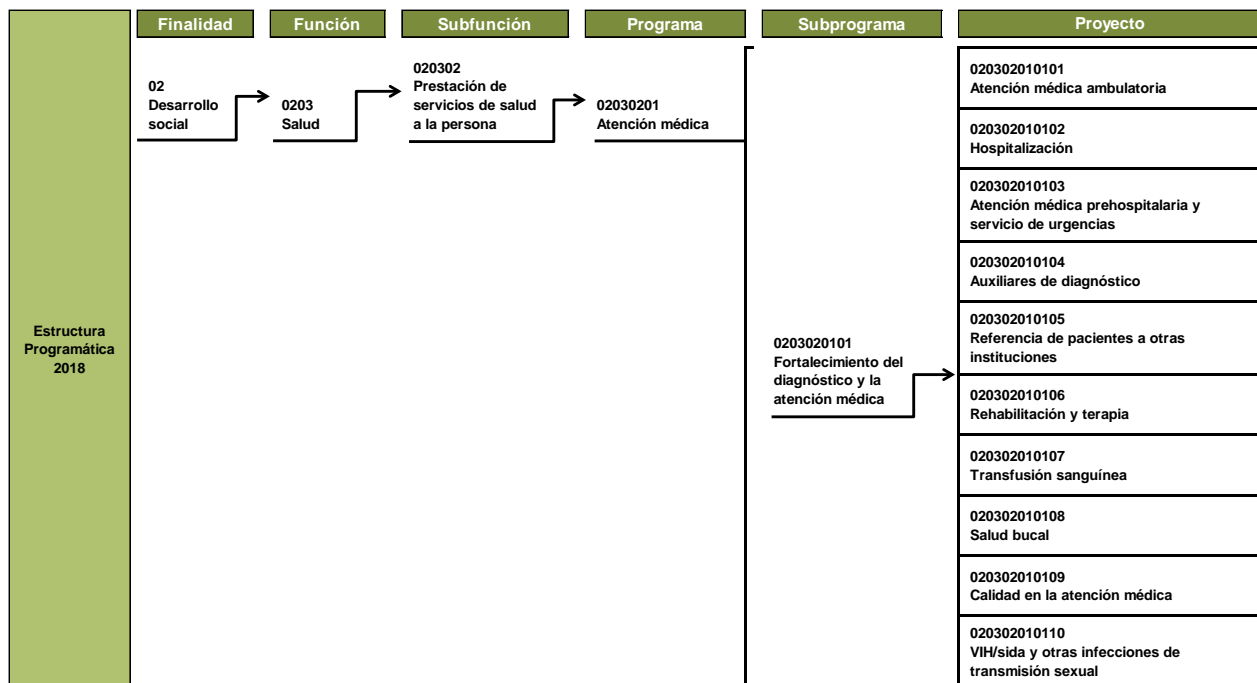 Finalidad
Función
Subfunción
Programa
Subprograma
Proyecto
Estructura
Programática
2018
02
Desarrollo
social
0203
Salud
020302
Prestación de
servicios de salud
a la persona
02030201
Atención médica
0203020101
Fortalecimiento del
diagnóstico y la
atención médica
020302010101
Atención médica ambulatoria
020302010102
Hospitalización
020302010103
Atención médica prehospitalaria y
servicio de urgencias
020302010104
Auxiliares de diagnóstico
020302010105
Referencia de pacientes a otras
instituciones
020302010106
Rehabilitación y terapia
020302010107
Transfusión sanguínea
020302010108
Salud bucal
020302010109
Calidad en la atención médica
020302010110
VIH/sida y otras infecciones de
transmisión sexual